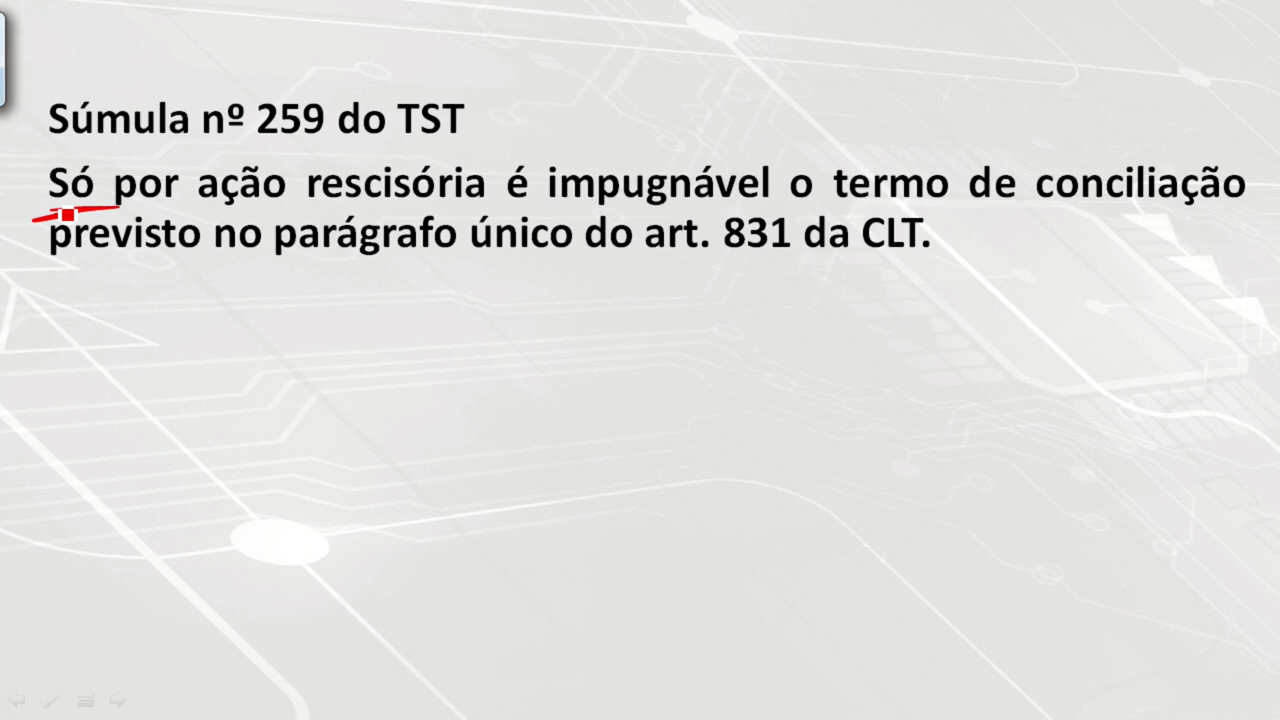 Súmula nº 259 do TST
Só por ação rescisória é impugnável o termo de conciliação
previsto no parágrafo único do art. 831 da CLT.